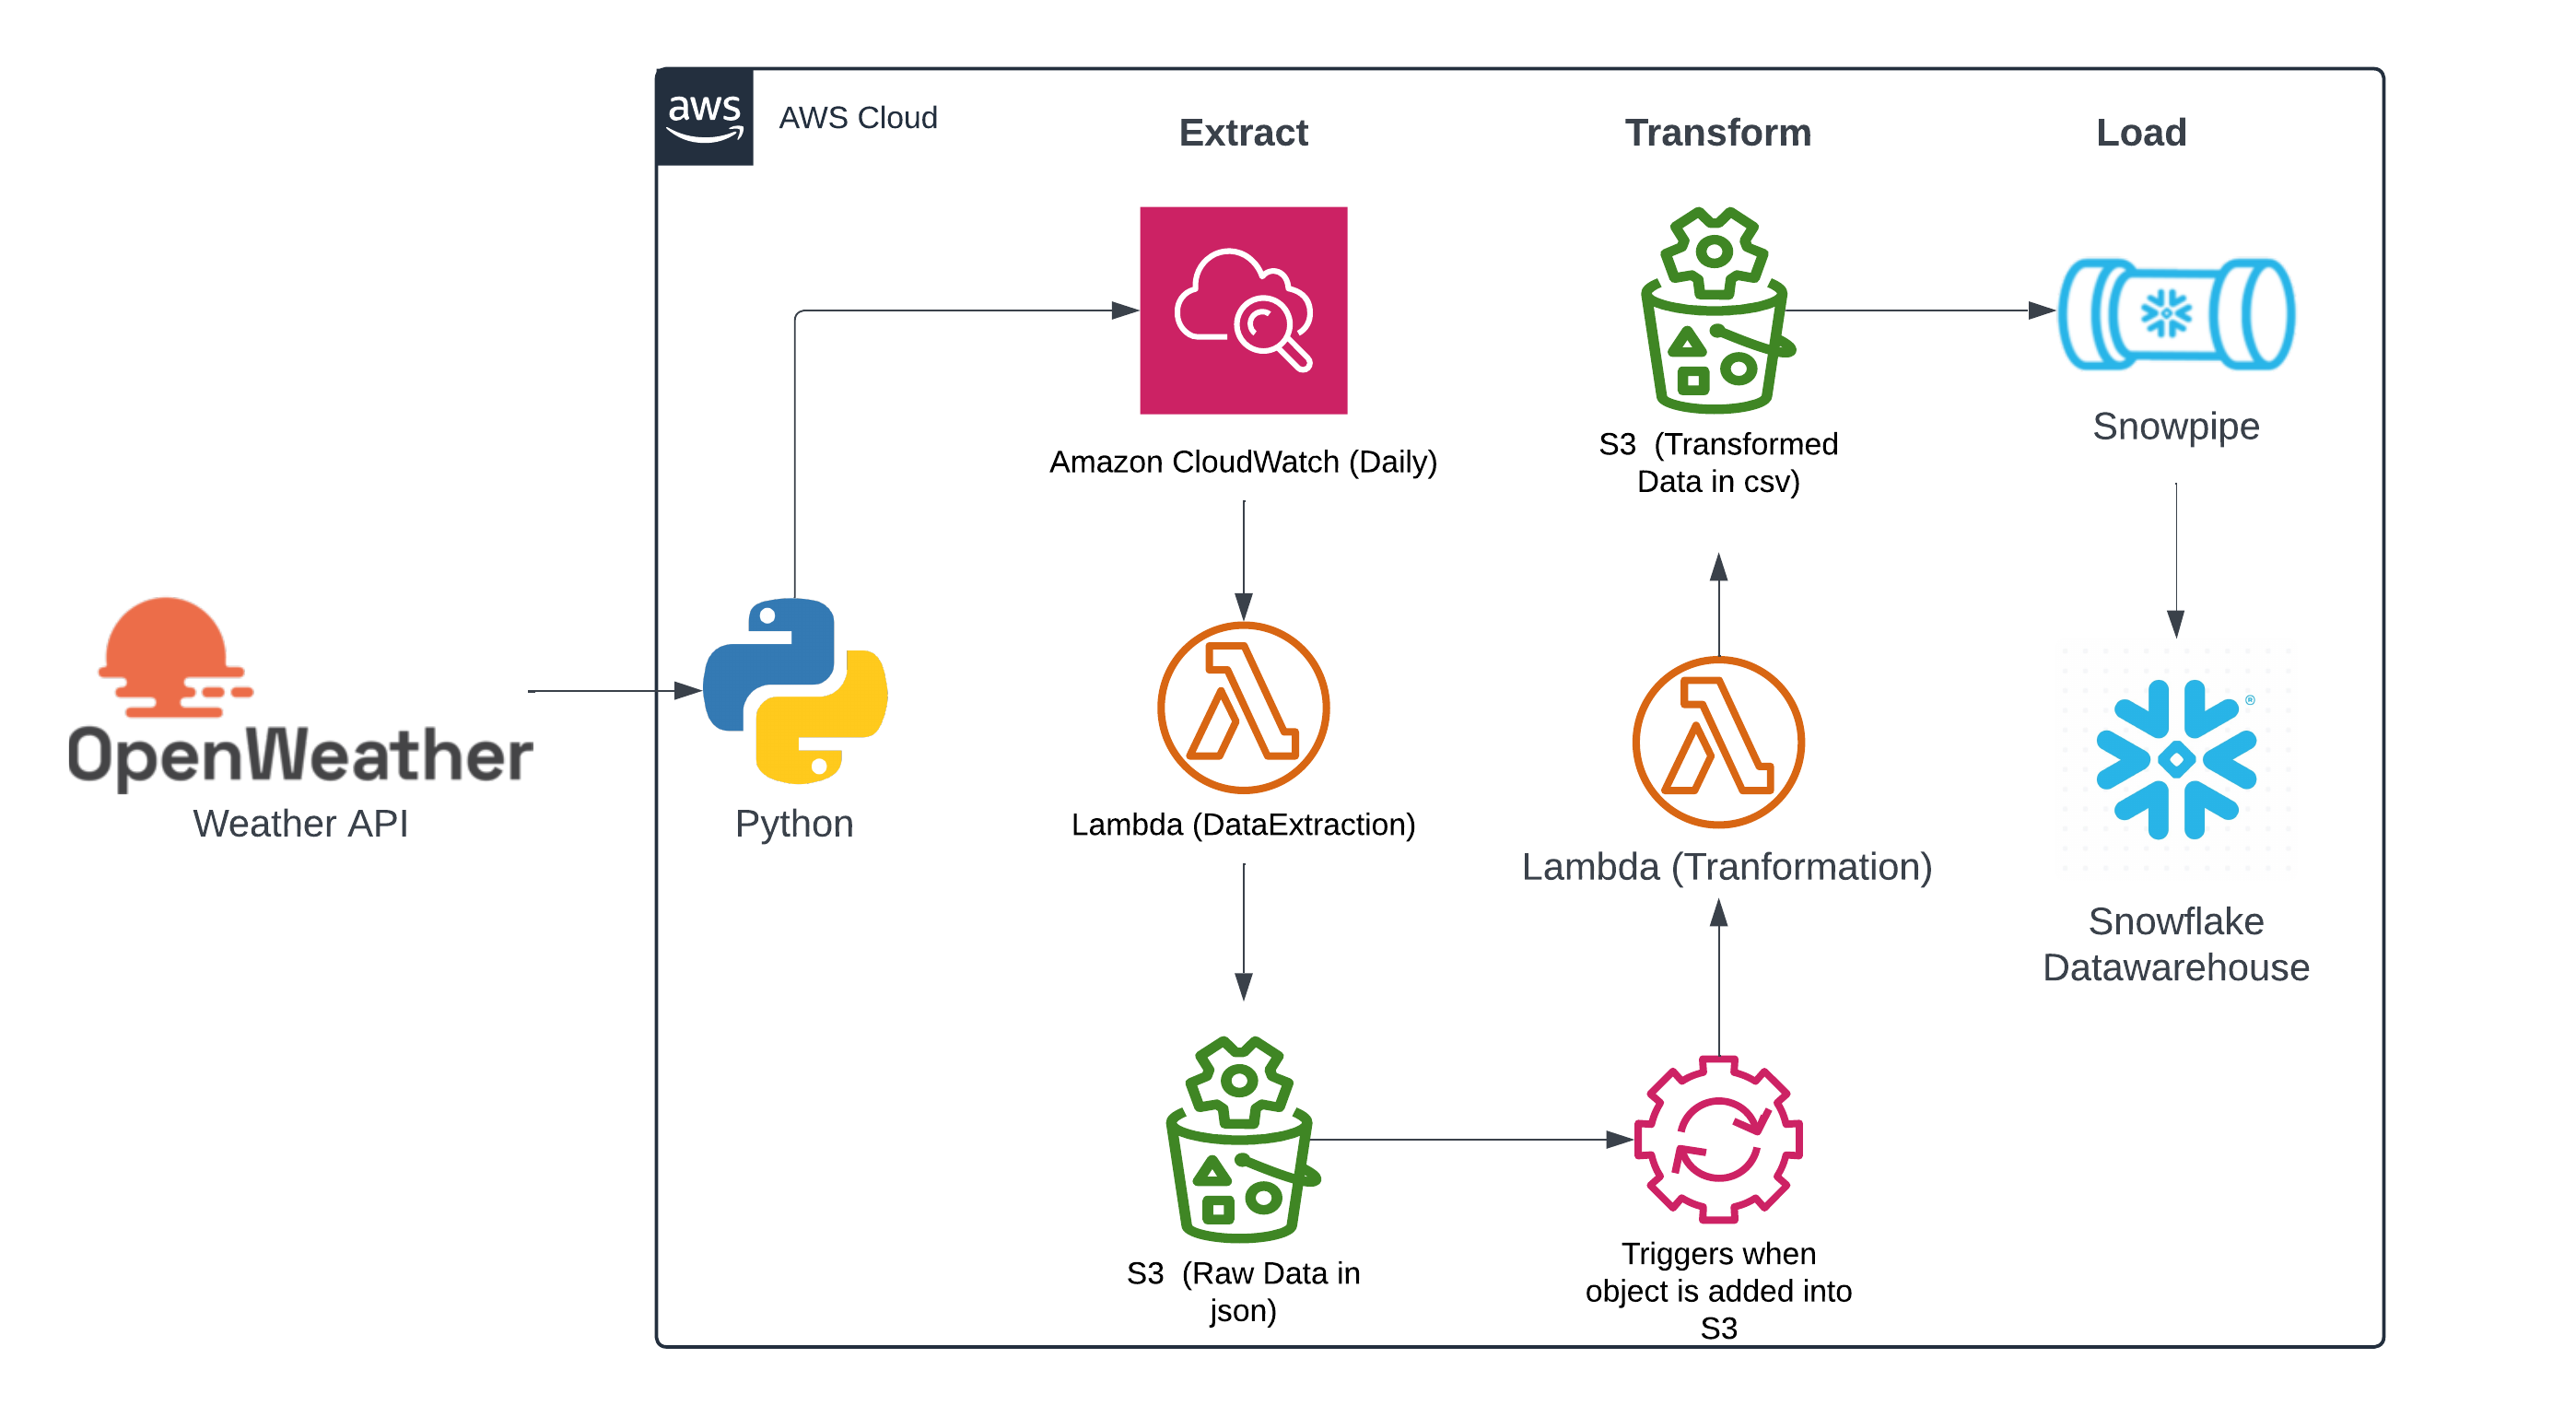 aws
AWS Cloud
Extract
Transform
Load
Amazon CloudWatch (Daily)
S3 (Transformed
Data in csv)
Snowpipe
OpenWeather
Weather API
Python
Lambda (DataExtraction)
Lambda (Tranformation)
®
Snowflake
Datawarehouse
S3 (Raw Data in
json)
Triggers when
object is added into
S3